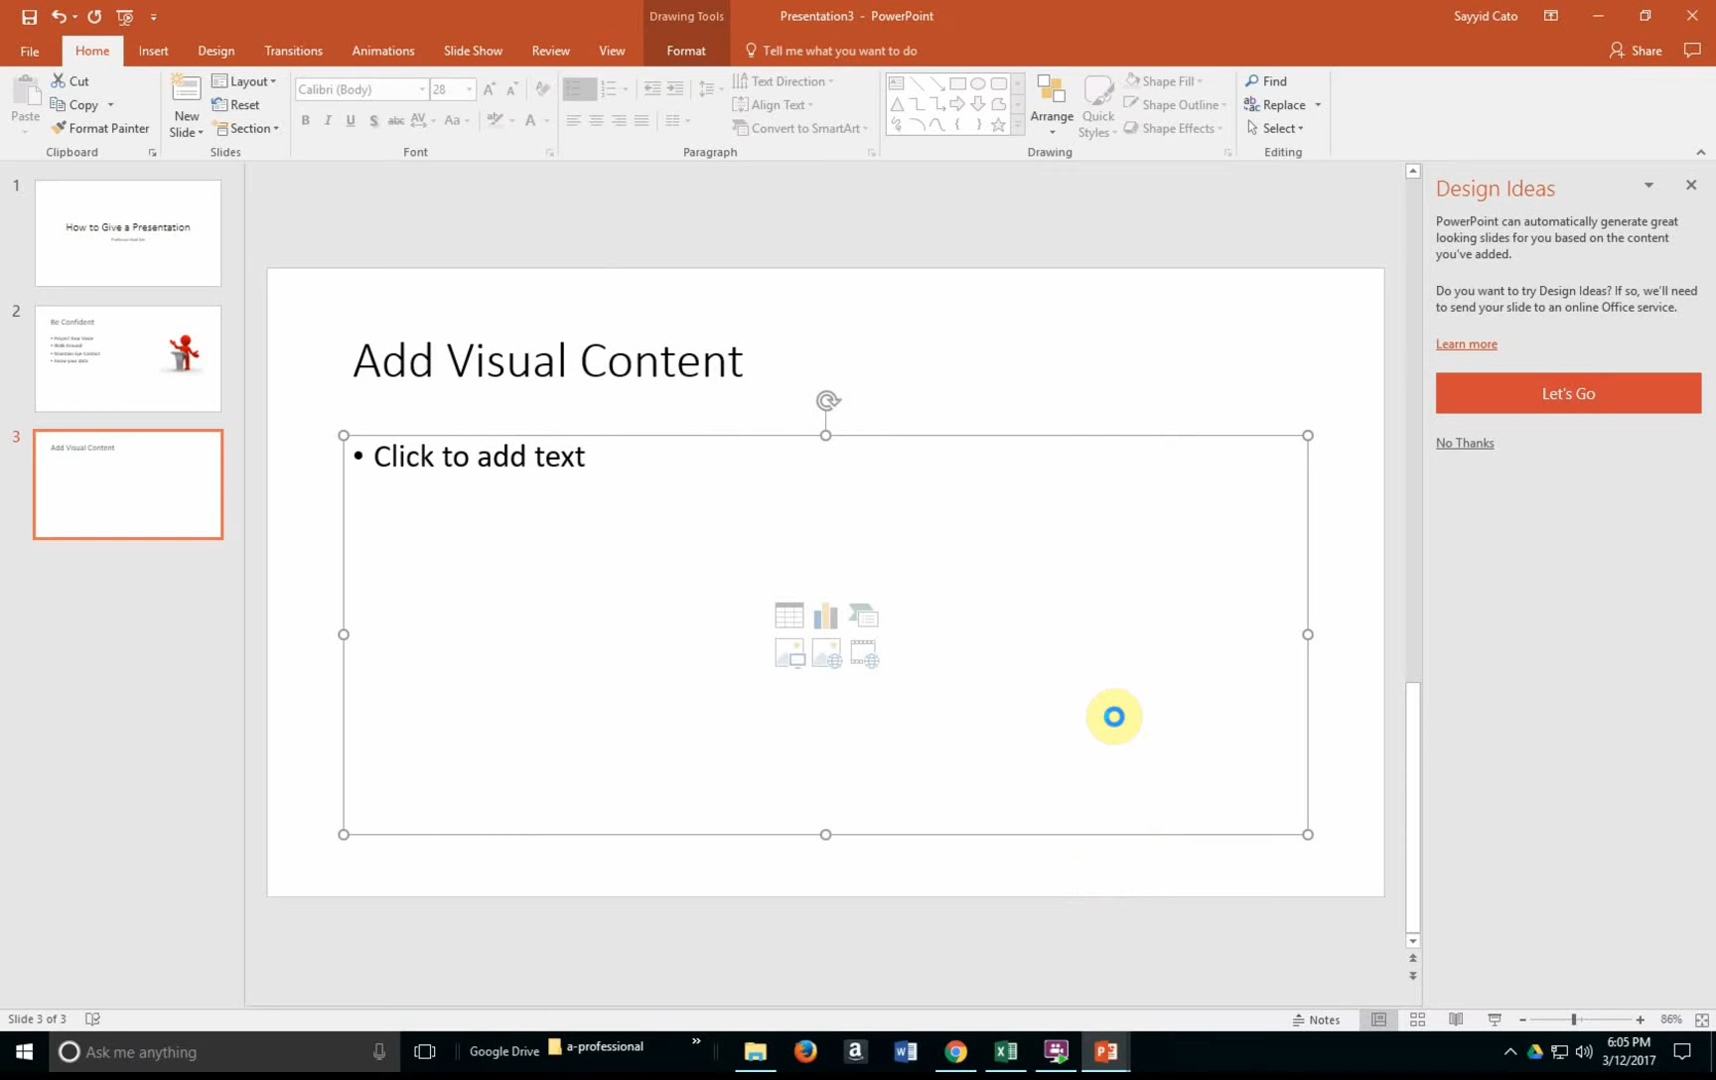 Drawing Tools
Presentation3 - PowerPoint
Sayyid Cato
File
Home
Insert
Design
Transitions
Animations
Slide Show
Review
View
Format
Tell me what you want to do
Share
Paste
Cut
Copy
Format Painter
Clipboard
New
Slide
Layout
Reset
Section
Slides
Calibri (Body)
28
B I U S abc AV Aa A
Font
Text Direction
Align Text
Convert to SmartArt
Paragraph
Arrange
Quick
Styles
Shape Fill
Shape Outline
Shape Effects
Drawing
Find
Replace
Select
Editing
1
How to Give a Presentation
2
Be Confident
3
Add Visual Content
Add Visual Content
• Click to add text
Design Ideas
PowerPoint can automatically generate great
looking slides for you based on the content
you've added.
Do you want to try Design Ideas? If so, we'll need
to send your slide to an online Office service.
Learn more
Let's Go
No Thanks
Slide 3 of 3
Notes
86%
Ask me anything
Google Drive
a-professional
»
6:05 PM
3/12/2017